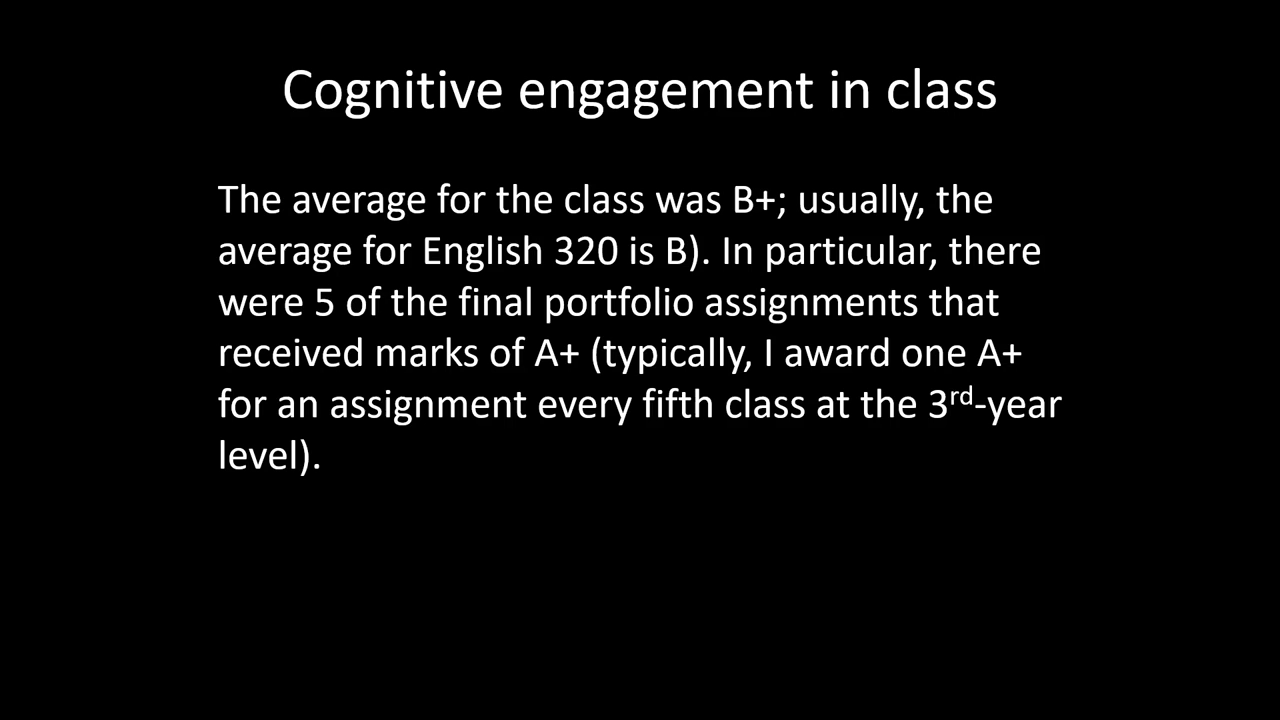 Cognitive engagement in class
The average for the class was B+; usually, the
average for English 320 is B). In particular, there
were 5 of the final portfolio assignments that
received marks of A+ (typically, I award one A+
for an assignment every fifth class at the 3rd-year
level).